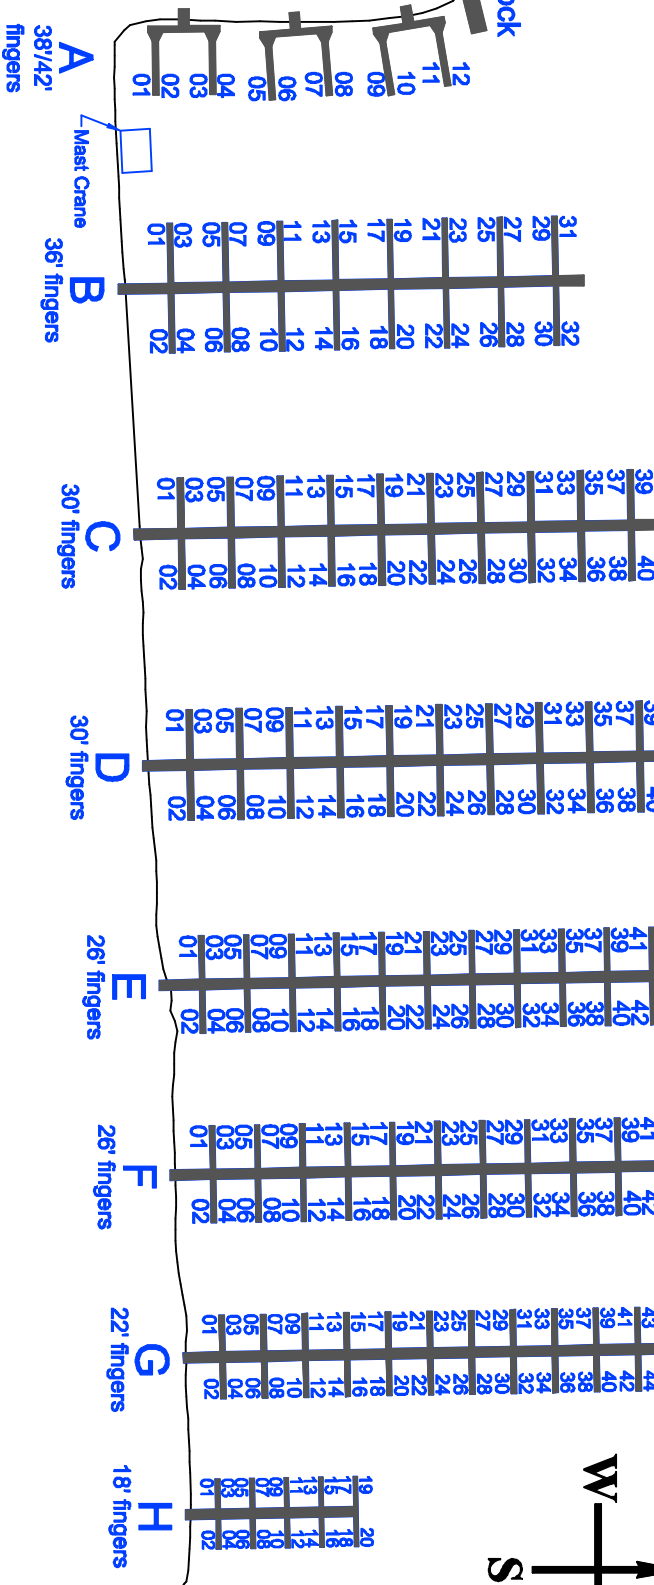 ock
A
38'/42'
fingers
01 02 03 04 05 06 07 08 09 10 11 12
Mast Crane
B
36' fingers
01 03 05 07 09 11 13 15 17 19 21 23 25 27 29 31
02 04 06 08 10 12 14 16 18 20 22 24 26 28 30 32
C
30' fingers
01 03 05 07 09 11 13 15 17 19 21 23 25 27 29 31 33 35 37 39
02 04 06 08 10 12 14 16 18 20 22 24 26 28 30 32 34 36 38 40
D
30' fingers
01 03 05 07 09 11 13 15 17 19 21 23 25 27 29 31 33 35 37
02 04 06 08 10 12 14 16 18 20 22 24 26 28 30 32 34 36 38
E
26' fingers
01 03 05 07 09 11 13 15 17 19 21 23 25 27 29 31 33 35 37 39 41
02 04 06 08 10 12 14 16 18 20 22 24 26 28 30 32 34 36 38 40 42
F
26' fingers
01 03 05 07 09 11 13 15 17 19 21 23 25 27 29 31 33 35 37 39 41
02 04 06 08 10 12 14 16 18 20 22 24 26 28 30 32 34 36 38 40 42
G
22' fingers
01 03 05 07 09 11 13 15 17 19 21 23 25 27 29 31 33 35 37 39 41 43
02 04 06 08 10 12 14 16 18 20 22 24 26 28 30 32 34 36 38 40 42 44
H
18' fingers
01 03 05 07 09 11 13 15 17 19
02 04 06 08 10 12 14 16 18 20
W
S